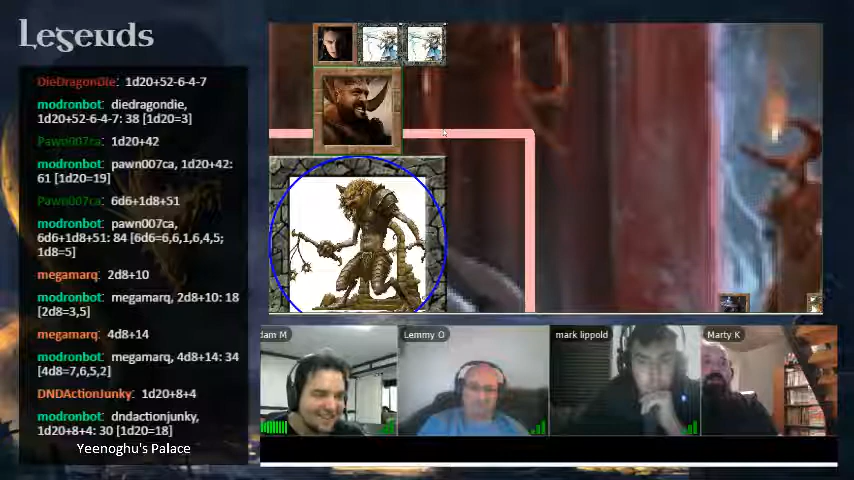 Legends
DieDragonDie: 1d20+52-6-4-7
modronbot: diedragondie,
1d20+52-6-4-7: 38 [1d20=3]
Pawn007ca: 1d20+42
modronbot: pawn007ca, 1d20+42:
61 [1d20=19]
Pawn007ca: 6d6+1d8+51
modronbot: pawn007ca,
6d6+1d8+51: 84 [6d6=6,6,1,6,4,5;
1d8=5]
megamarq: 2d8+10
modronbot: megamarq, 2d8+10: 18
[2d8=3,5]
megamarq: 4d8+14
modronbot: megamarq, 4d8+14: 34
[4d8=7,6,5,2]
DNDActionJunky: 1d20+8+4
modronbot: dndactionjunky,
1d20+8+4: 30 [1d20=18]
Yeenoghu's Palace
dam M
Lemmy O
mark lippold
Marty K